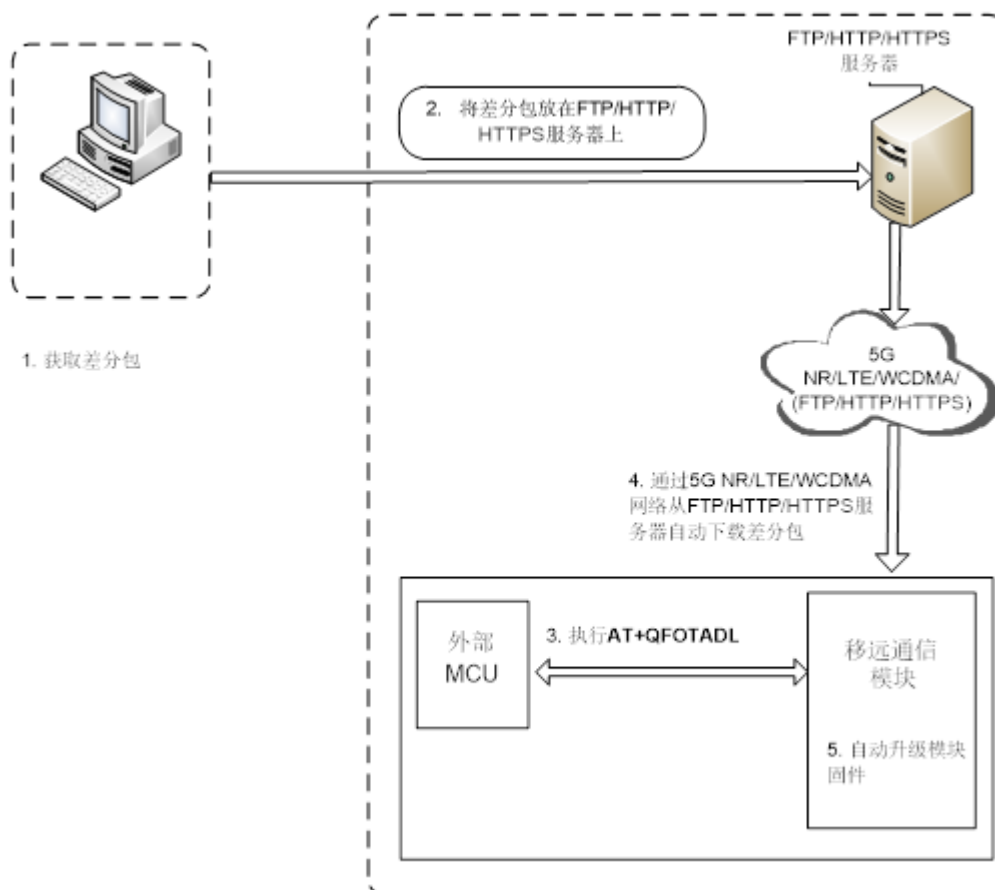 FTP/HTTP/HTTPS
服务器
2. 将差分包放在FTP/HTTP/
HTTPS服务器上
1. 获取差分包
5G
NR/LTE/WCDMA/
(FTP/HTTP/HTTPS)
4. 通过5G NR/LTE/WCDMA
网络从FTP/HTTP/HTTPS服
务器自动下载差分包
外部
MCU
3. 执行AT+QFOTADL
移远通信
模块
5. 自动升级模块
固件